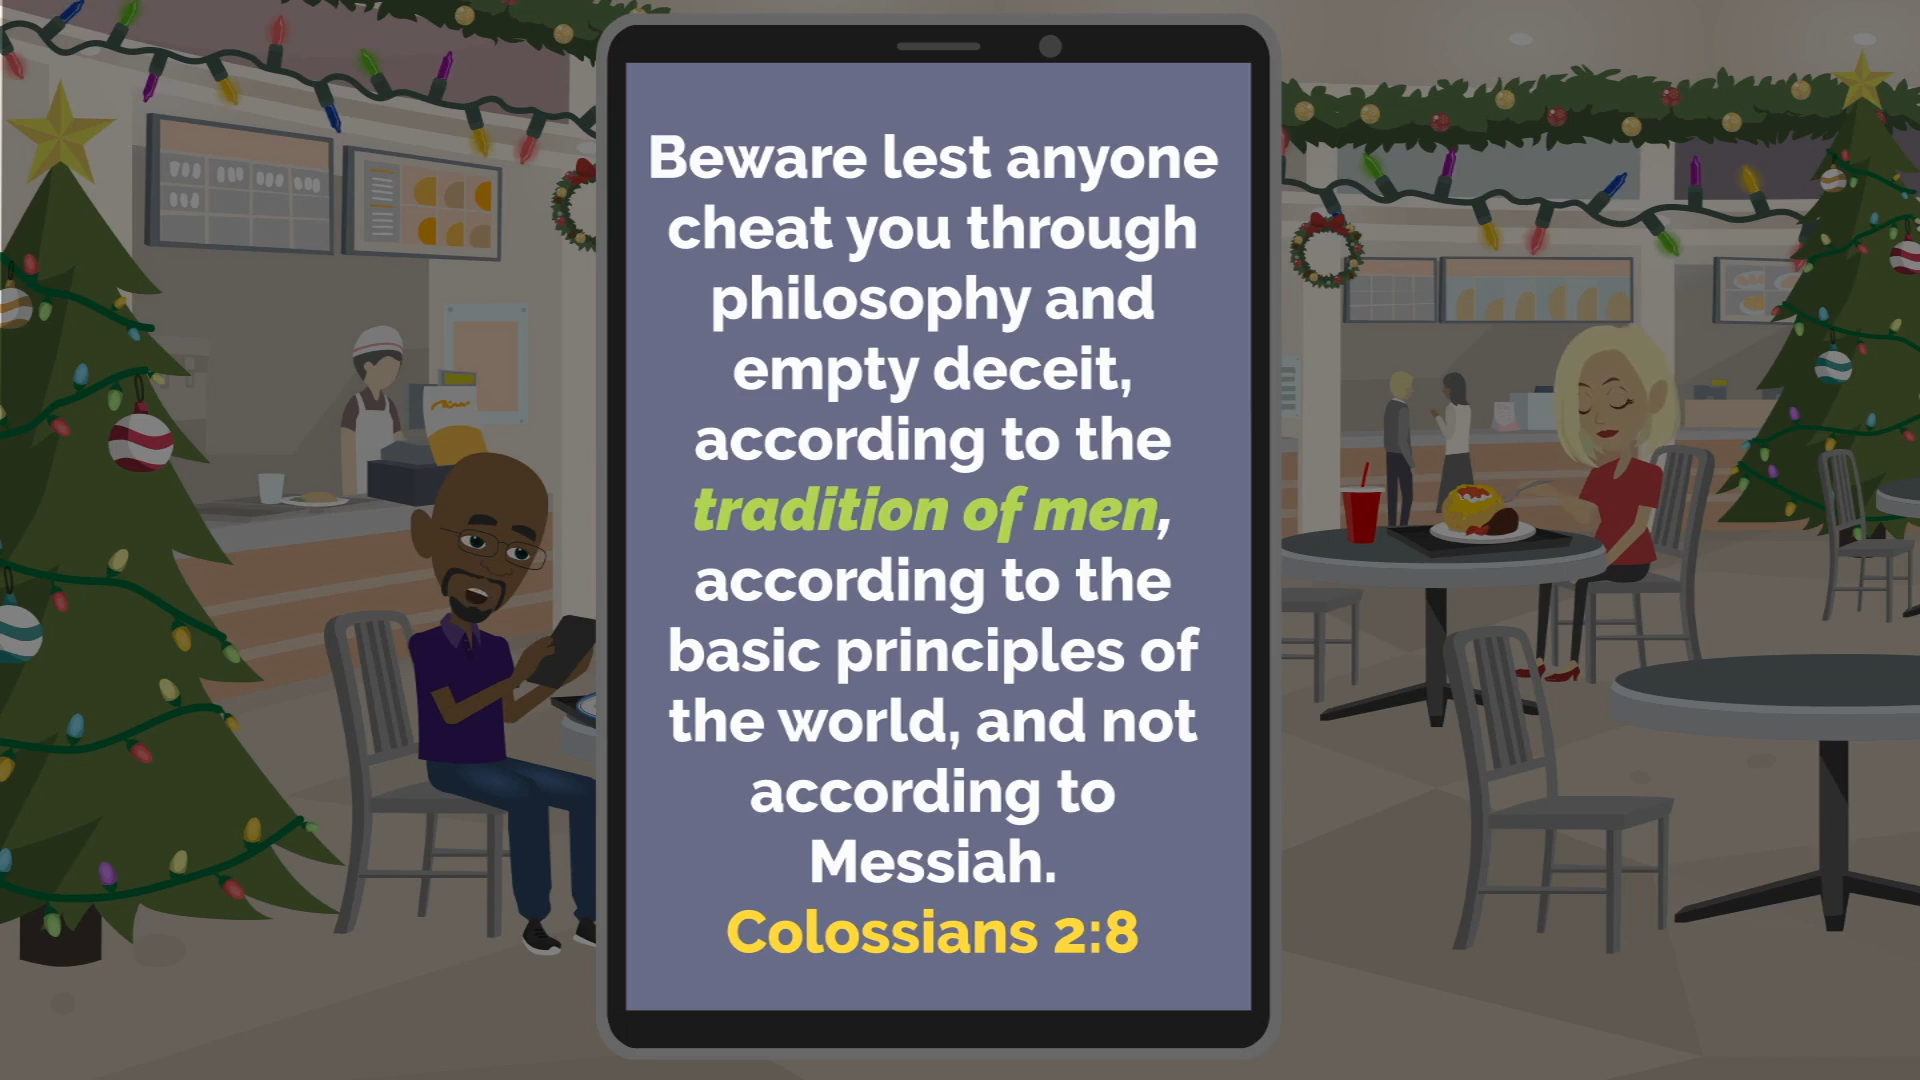 Beware lest anyone
cheat you through
philosophy and
empty deceit,
according to the
tradition of men,
according to the
basic principles of
the world, and not
according to
Messiah.
Colossians 2:8